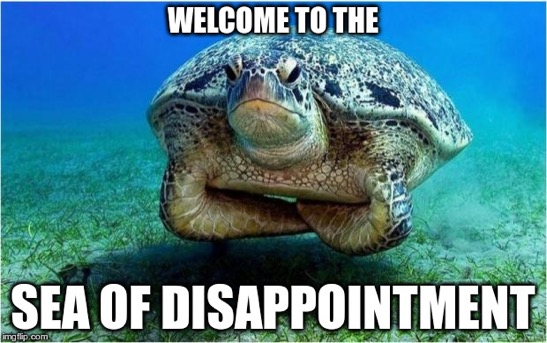 WELCOME TO THE
SEA OF DISAPPOINTMENT
imgflip.com